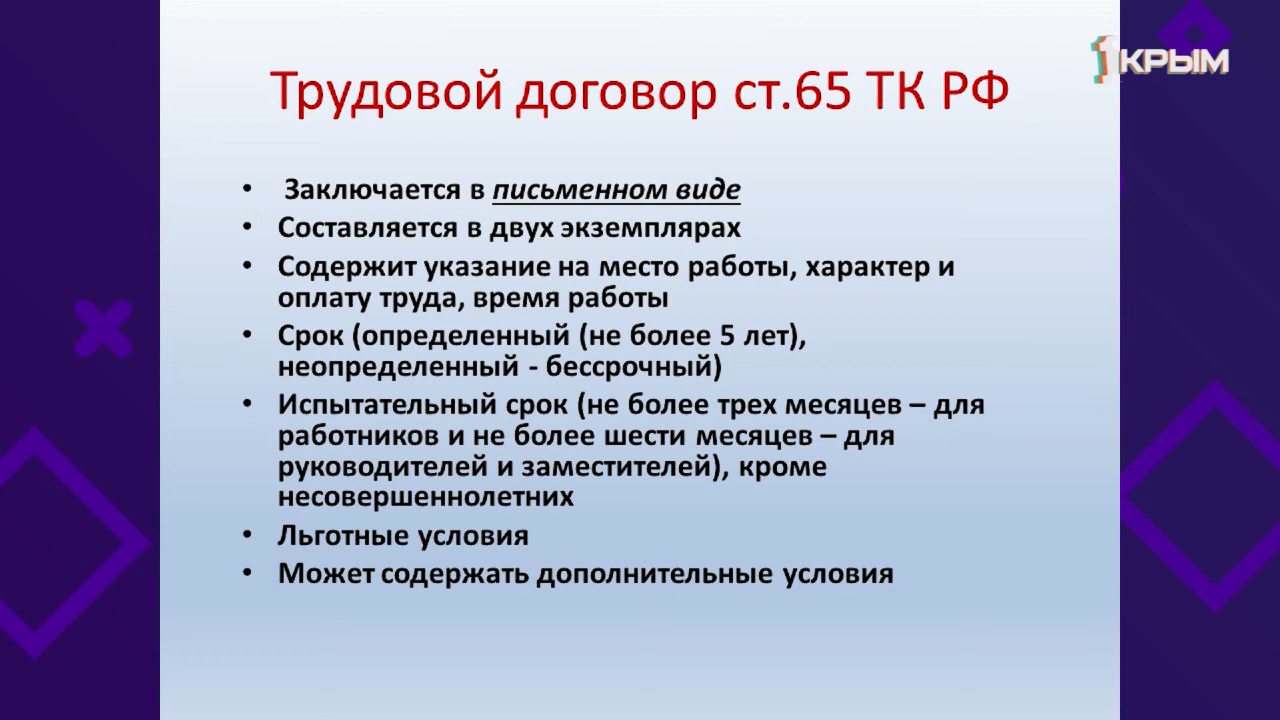 Трудовой договор ст.65 ТК РФ
1КРЫМ
• Заключается в письменном виде
• Составляется в двух экземплярах
• Содержит указание на место работы, характер и
оплату труда, время работы
• Срок (определенный (не более 5 лет),
неопределенный - бессрочный)
• Испытательный срок (не более трех месяцев – для
работников и не более шести месяцев – для
руководителей и заместителей), кроме
несовершеннолетних
• Льготные условия
• Может содержать дополнительные условия